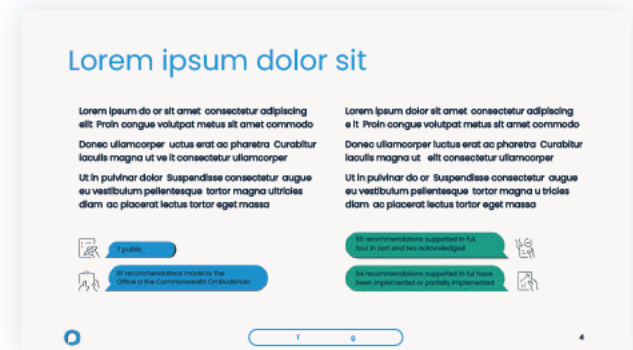 Lorem ipsum dolor sit
Lorem ipsum do or sit amet consectetur adipiscing
elit Proin congue volutpat metus sit amet commodo
Donec ullamcorper uctus erat ac pharetra Curabitur
iaculis magna ut ve it consectetur ullamcorper
Ut in pulvinar dolor Suspendisse consectetur augue
eu vestibulum pellentesque tortor magna ultricies
diam ac placerat lectus tortor eget massa
7 public
61 recommendations made by the
Office o the Commonwealth Ombudsman
Lorem ipsum dolor sit amet consectetur adipiscing
e it Proin congue volutpat metus sit amet commodo
Donec ullamcorper luctus erat ac pharetra Curabitur
iaculis magna ut elit consectetur ullamcorper
Ut in pulvinar do or Suspendisse consectetur augue
eu vestibulum pellentesque tortor magna u tricies
diam ac placerat lectus tortor eget massa
55 recommendations supported in ful,
four in part and two acknowledged
54 recommendations supported in ful have
been implemented or partially implemented
T g
4